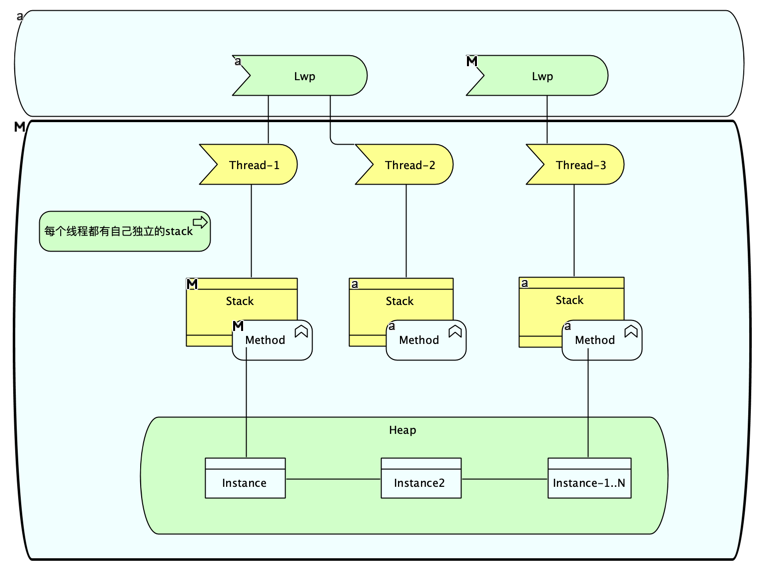 a
a
Lwp
M
Lwp
M
Thread-1
Thread-2
Thread-3
每个线程都有自己独立的stack
M
Stack
a
Stack
a
Stack
M
Method
a
Method
a
Method
Heap
Instance
Instance2
Instance-1..N